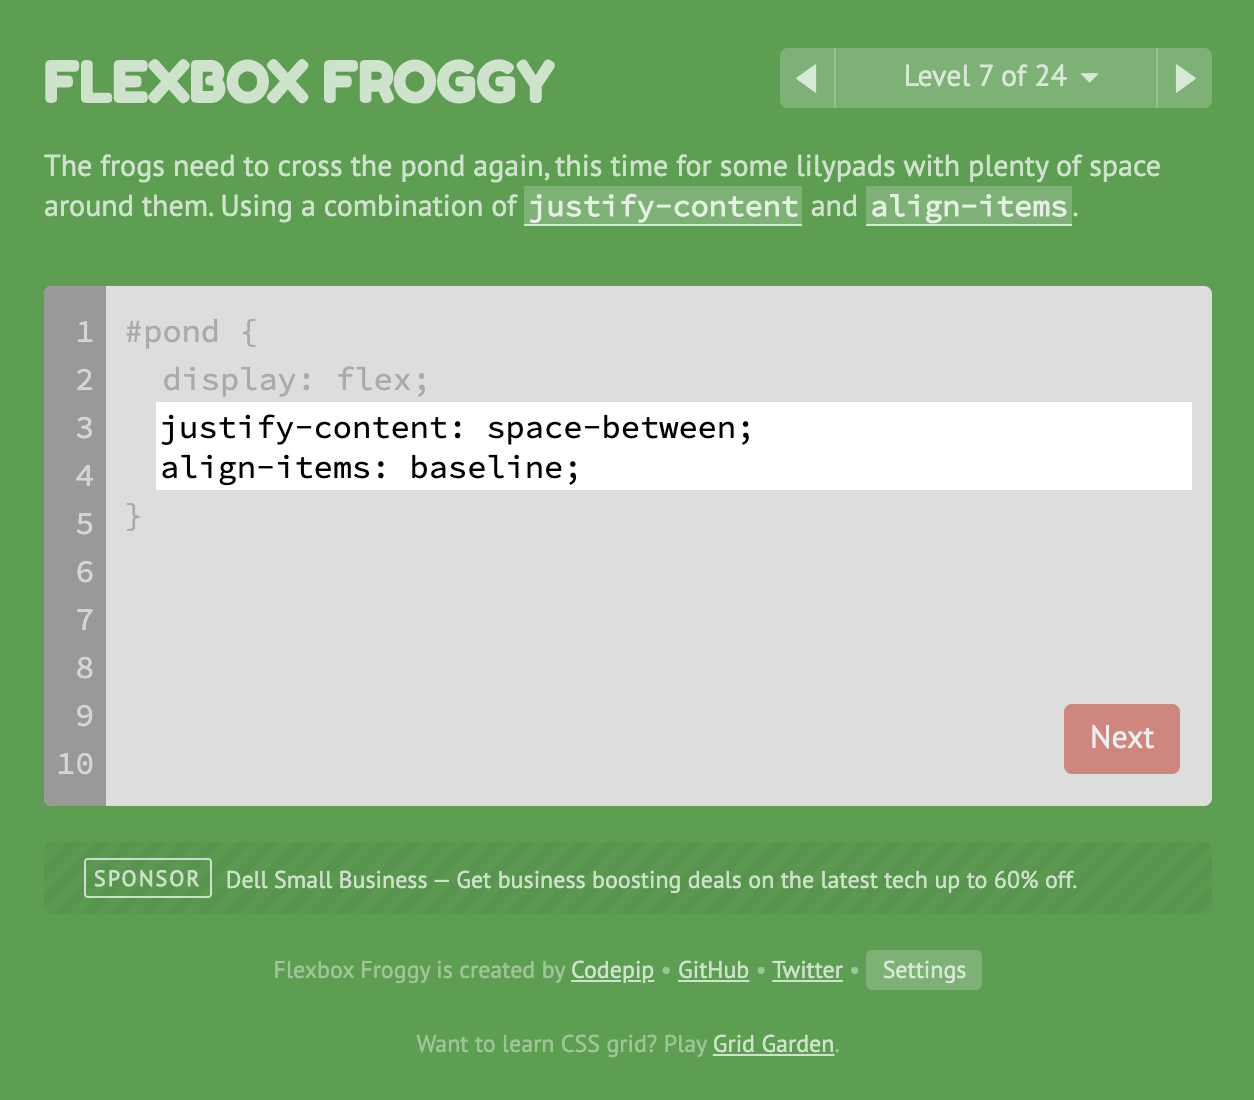 FLEXBOX FROGGY
Level 7 of 24
The frogs need to cross the pond again, this time for some lilypads with plenty of space
around them. Using a combination of justify-content and align-items.
1 #pond {
2 display: flex;
3 justify-content: space-between;
4 align-items: baseline;
5 }
6
7
8
9
10
Next
SPONSOR Dell Small Business — Get business boosting deals on the latest tech up to 60% off.
Flexbox Froggy is created by Codepip • GitHub • Twitter • Settings
Want to learn CSS grid? Play Grid Garden.